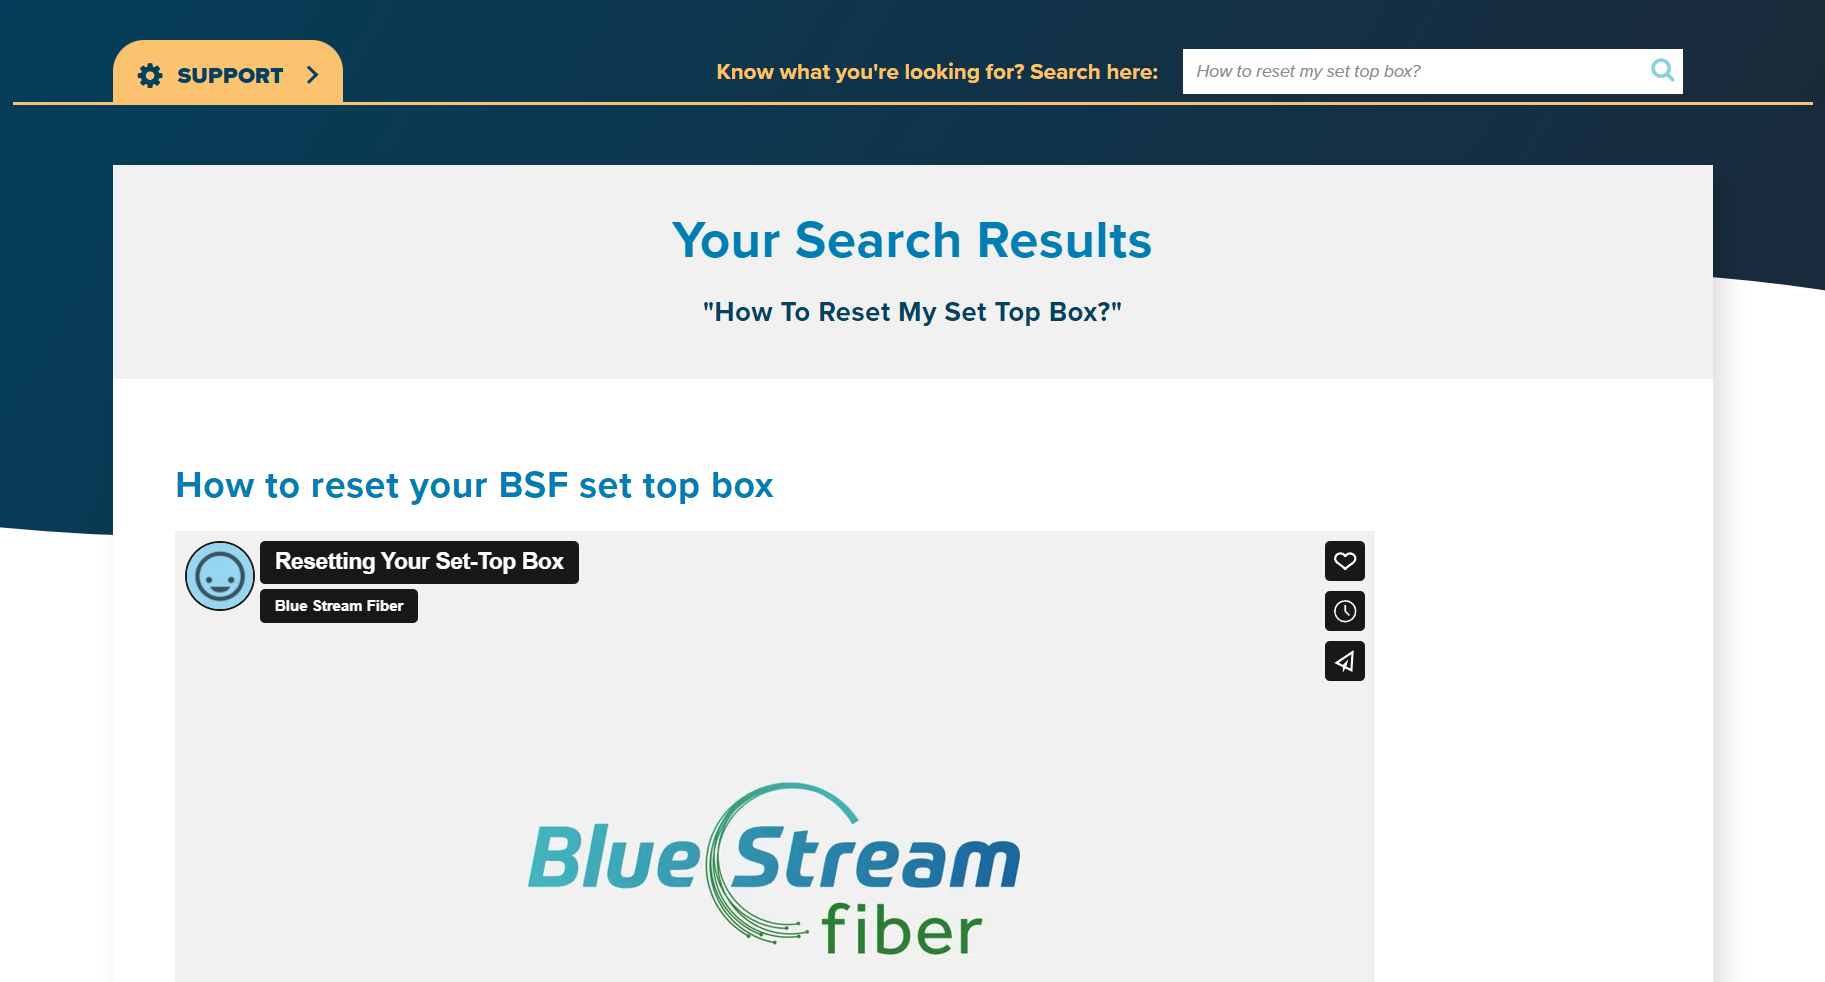 SUPPORT
Know what you're looking for? Search here:
How to reset my set top box?
Your Search Results
"How To Reset My Set Top Box?"
How to reset your BSF set top box
Resetting Your Set-Top Box
Blue Stream Fiber
Blue Stream
fiber